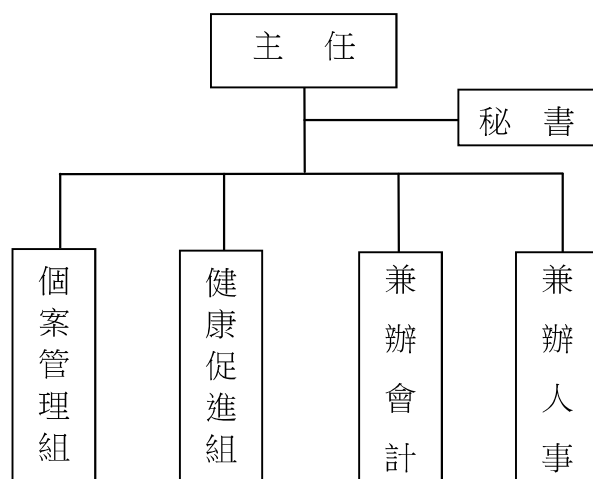 主 任
秘 書
個案管理組
健康促進組
兼辦會計
兼辦人事